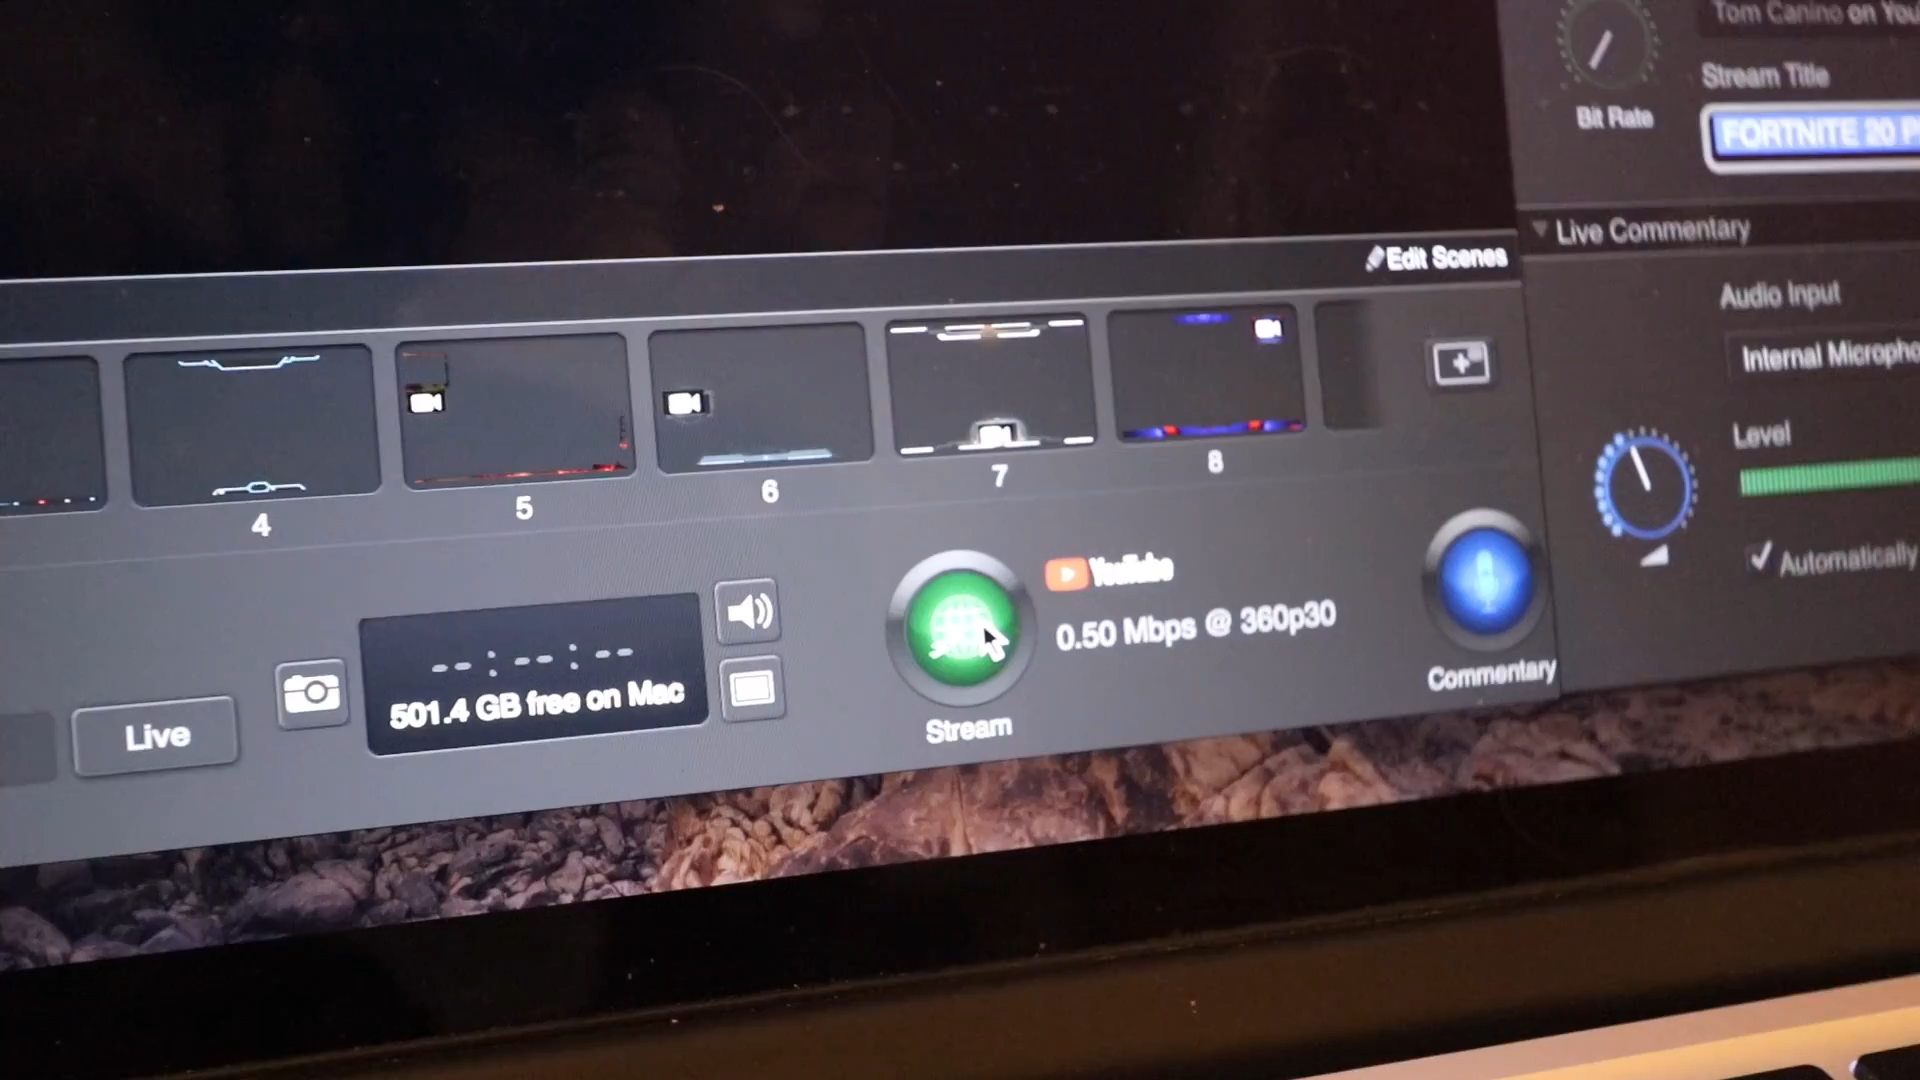 Tom Canino on You
Stream Title
Bit Rate
FORTNITE 20 P
Live Commentary
Edit Scenes
Audio Input
Internal Micropho
Level
Automatically
4
5
6
7
8
YouTube
0.50 Mbps @ 360p30
Stream
Commentary
Live
--:--:--
501.4 GB free on Mac